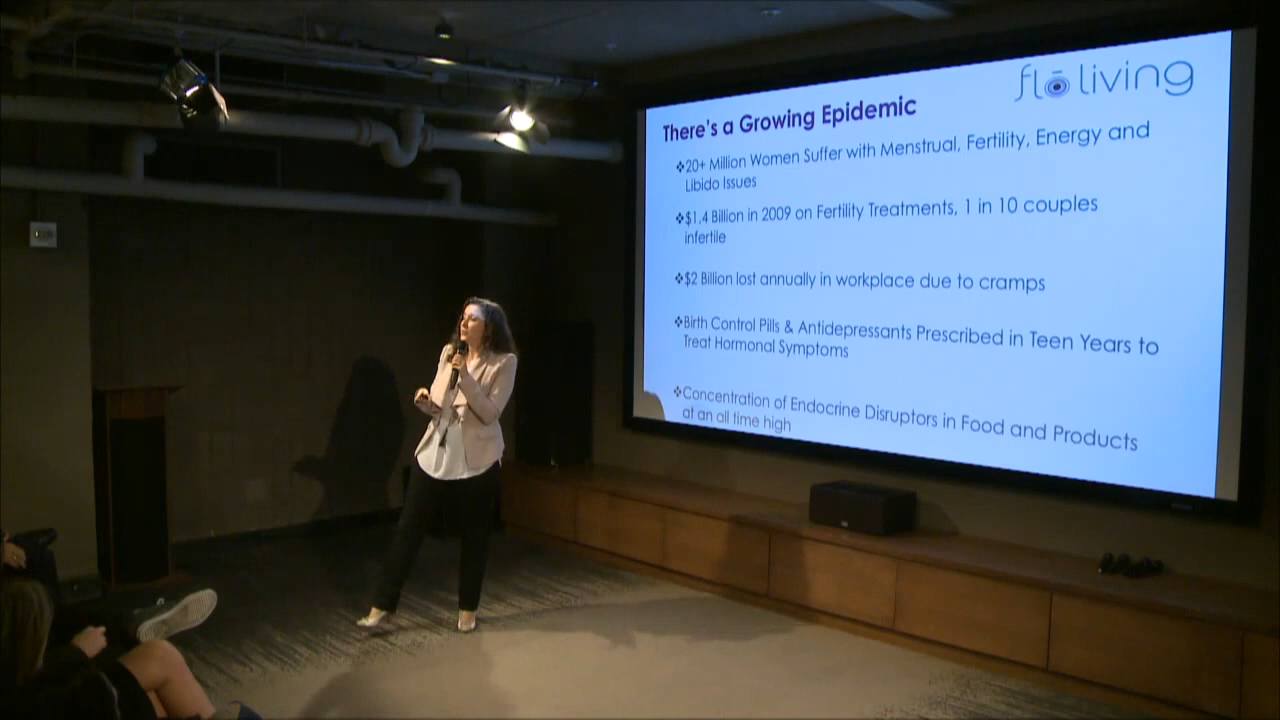 flō living
There's a Growing Epidemic
❖20+ Million Women Suffer with Menstrual, Fertility, Energy and
Libido Issues
❖$1.4 Billion in 2009 on Fertility Treatments, 1 in 10 couples
infertile
❖$2 Billion lost annually in workplace due to cramps
❖Birth Control Pills & Antidepressants Prescribed in Teen Years to
Treat Hormonal Symptoms
❖Concentration of Endocrine Disruptors in Food and Products
at an all time high